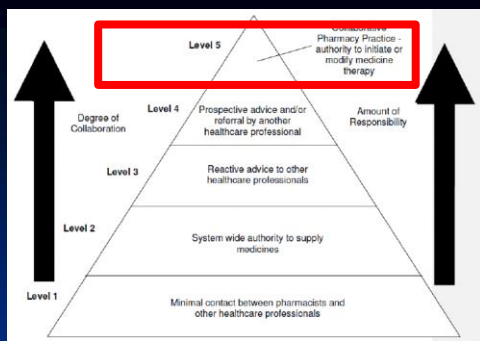 Collaborative
Pharmacy Practice -
authority to initiate or
modify medicine
therapy
Level 5
Level 4
Prospective advice and/or
referral by another
healthcare professional
Degree of
Collaboration
Amount of
Responsibility
Level 3
Reactive advice to other
healthcare professionals
Level 2
System wide authority to supply
medicines
Level 1
Minimal contact between pharmacists and
other healthcare professionals